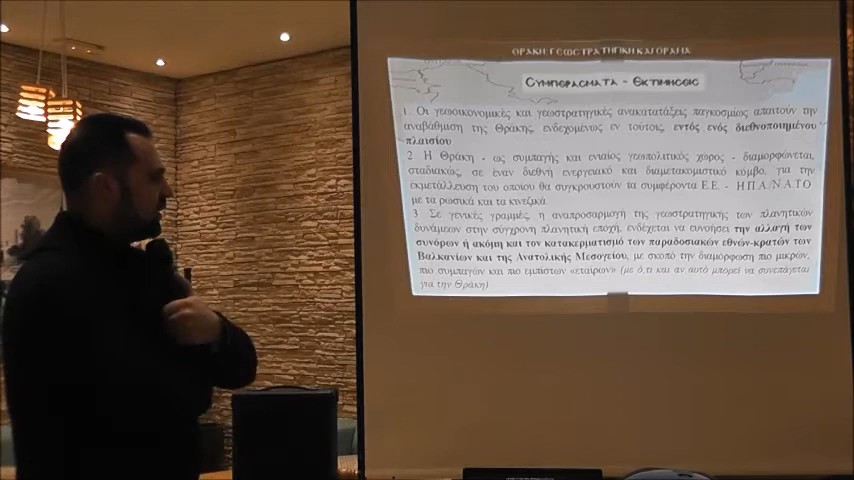 ΘΡΑΚΗ ΓΕΩΣΤΡΑΤΗΓΙΚΗ ΚΑΙ ΟΡΑΜΑ
ΣΥΜΠΕΡΑΣΜΑΤΑ - ΕΚΤΙΜΗΣΕΙΣ
1. Οι γεωοικονομικές και γεωστρατηγικές ανακατατάξεις παγκοσμίως απαιτούν την
αναβάθμιση της Θράκης, ενδεχομένως εν τούτοις, εντός ενός διεθνοποιημένου
πλαισίου
2 Η Θράκη - ως συμπαγής και ενιαίος γεωπολιτικός χώρος - διαμορφώνεται,
σταδιακώς, σε έναν διεθνή ενεργειακό και διαμετακομιστικό κόμβο, για την
εκμετάλλευση του οποίου θα συγκρουστούν τα συμφέροντα Ε.Ε. - ΗΠΑ/ΝΑΤΟ
με τα ρωσικά και τα κινεζικά.
3 Σε γενικές γραμμές, η αναπροσαρμογή της γεωστρατηγικής των πλανητικών
δυνάμεων στην σύγχρονη πλανητική εποχή, ενδέχεται να ευνοήσει την αλλαγή των
συνόρων ή ακόμη και τον κατακερματισμό των παραδοσιακών εθνών-κρατών των
Βαλκανίων και της Ανατολικής Μεσογείου, με σκοπό την διαμόρφωση πιο μικρών,
πιο συμπαγών και πιο εμπίστων «εταίρων» (με ό,τι και αν αυτό μπορεί να συνεπάγεται
για την Θράκη)